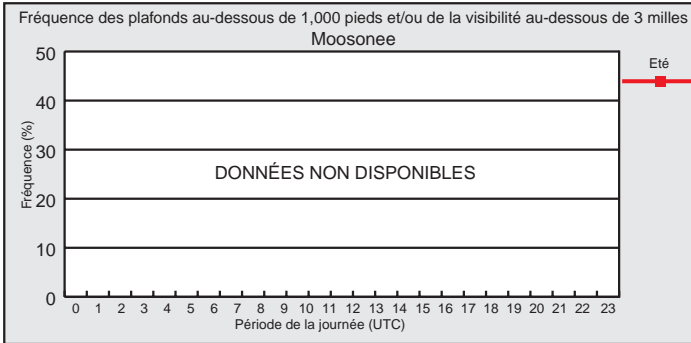 Fréquence des plafonds au-dessous de 1,000 pieds et/ou de la visibilité au-dessous de 3 milles
Moosonee
Eté
50
40
30
20
10
0
Fréquence (%)
DONNÉES NON DISPONIBLES
0 1 2 3 4 5 6 7 8 9 10 11 12 13 14 15 16 17 18 19 20 21 22 23
Période de la journée (UTC)